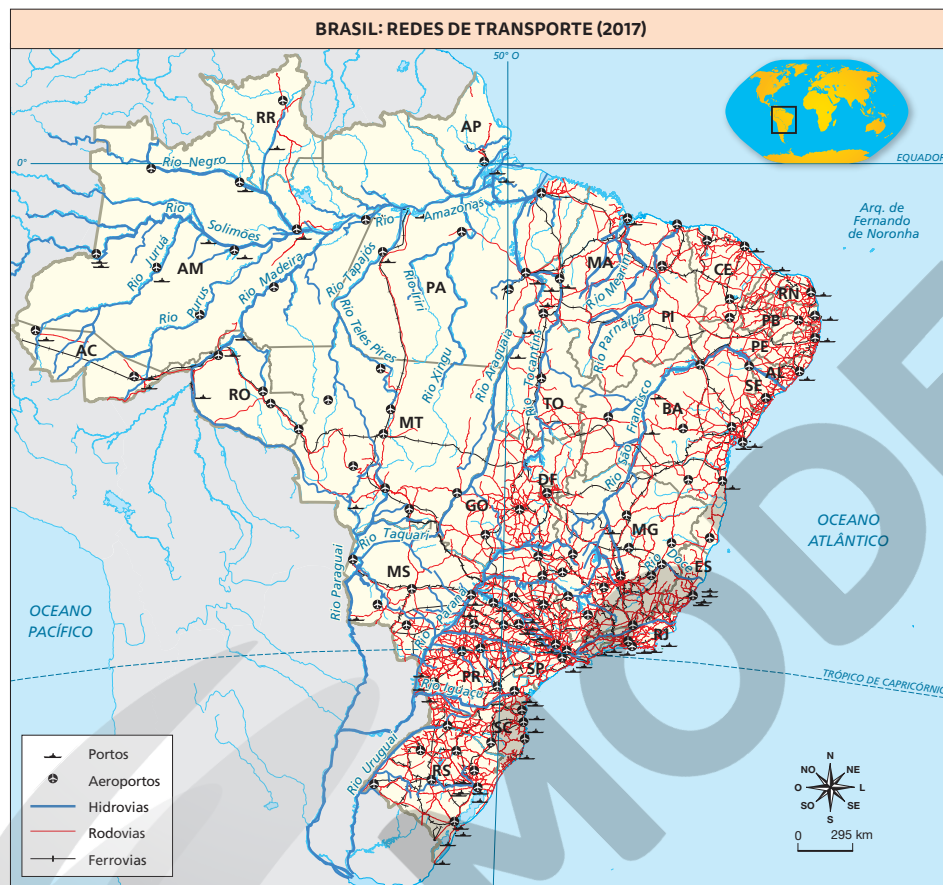 BRASIL: REDES DE TRANSPORTE (2017)
50° O
RR
AP
0°
EQUADOR
Rio Negro
Rio Solimões
Rio Amazonas
Arq. de
Fernando
de Noronha
Rio Juruá
AM
Rio Madeira
Rio Tapajós
Rio Iriri
PA
MA
Rio Mearim
CE
RN
Rio Purus
Rio Teles Pires
Rio Xingu
Rio Araguaia
Rio Tocantins
Rio Parnaíba
PI
PB
PE
AC
AL
SE
RO
MT
TO
BA
Rio São Francisco
DF
GO
MG
Rio Taquari
Rio Doce
ES
OCEANO
ATLÂNTICO
MS
Rio Paraguai
Rio Paraná
OCEANO
PACÍFICO
RJ
SP
PR
TRÓPICO DE CAPRICÓRNIO
Rio Iguaçu
SC
Rio Uruguai
RS
Portos
Aeroportos
Hidrovias
Rodovias
Ferrovias
N
NO NE
O L
SO SE
S
0 295 km
MODE